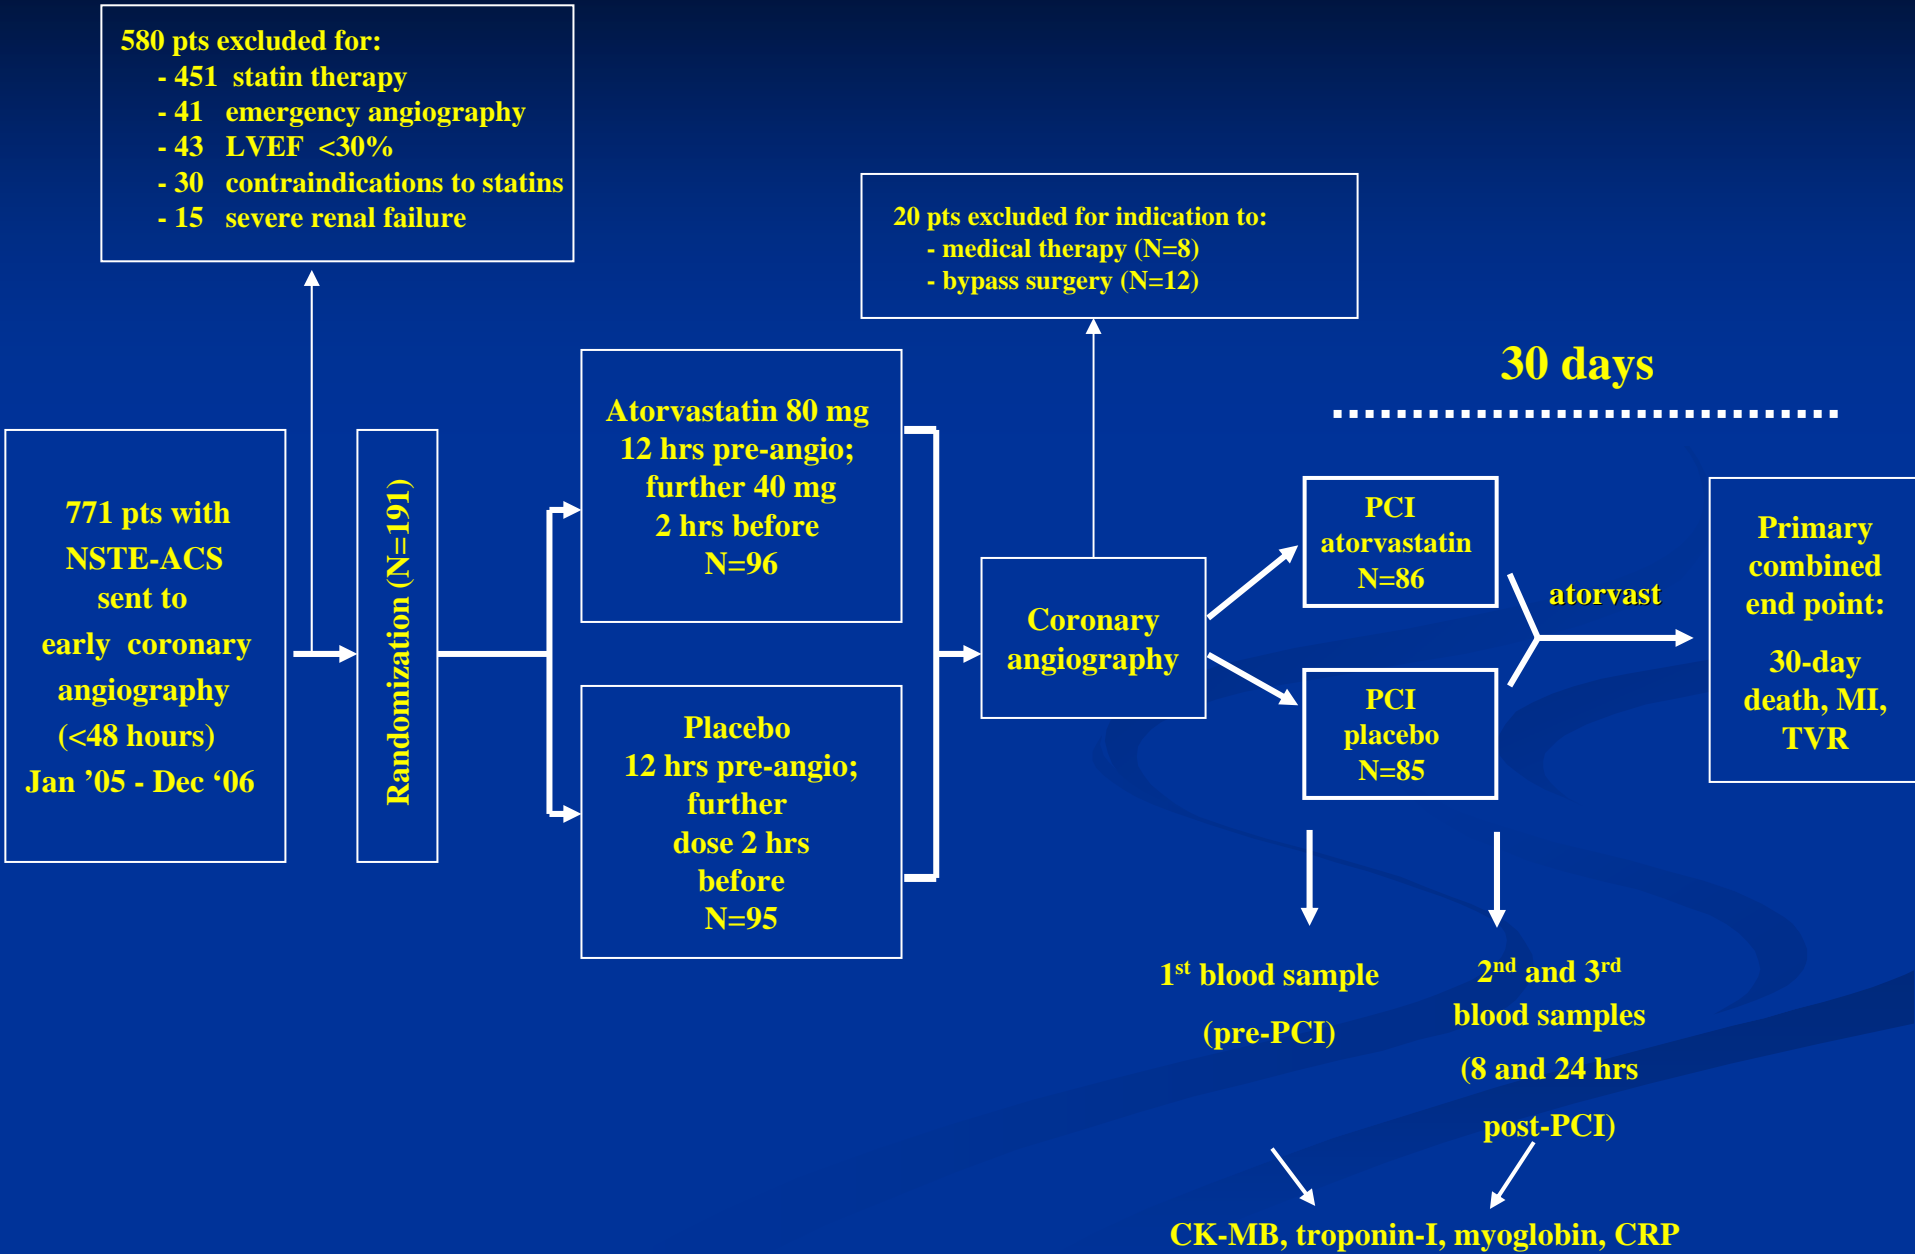 580 pts excluded for:
- 451 statin therapy
- 41 emergency angiography
- 43 LVEF <30%
- 30 contraindications to statins
- 15 severe renal failure
20 pts excluded for indication to:
- medical therapy (N=8)
- bypass surgery (N=12)
771 pts with
NSTE-ACS
sent to
early coronary
angiography
(<48 hours)
Jan ’05 - Dec ‘06
Randomization (N=191)
Atorvastatin 80 mg
12 hrs pre-angio;
further 40 mg
2 hrs before
N=96
Placebo
12 hrs pre-angio;
further
dose 2 hrs
before
N=95
Coronary
angiography
30 days
PCI
atorvastatin
N=86
PCI
placebo
N=85
atorvast
Primary
combined
end point:
30-day
death, MI,
TVR
1st blood sample
(pre-PCI)
2nd and 3rd
blood samples
(8 and 24 hrs
post-PCI)
CK-MB, troponin-I, myoglobin, CRP